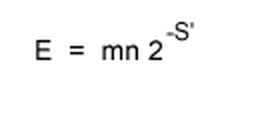 E = mn 2^-S'